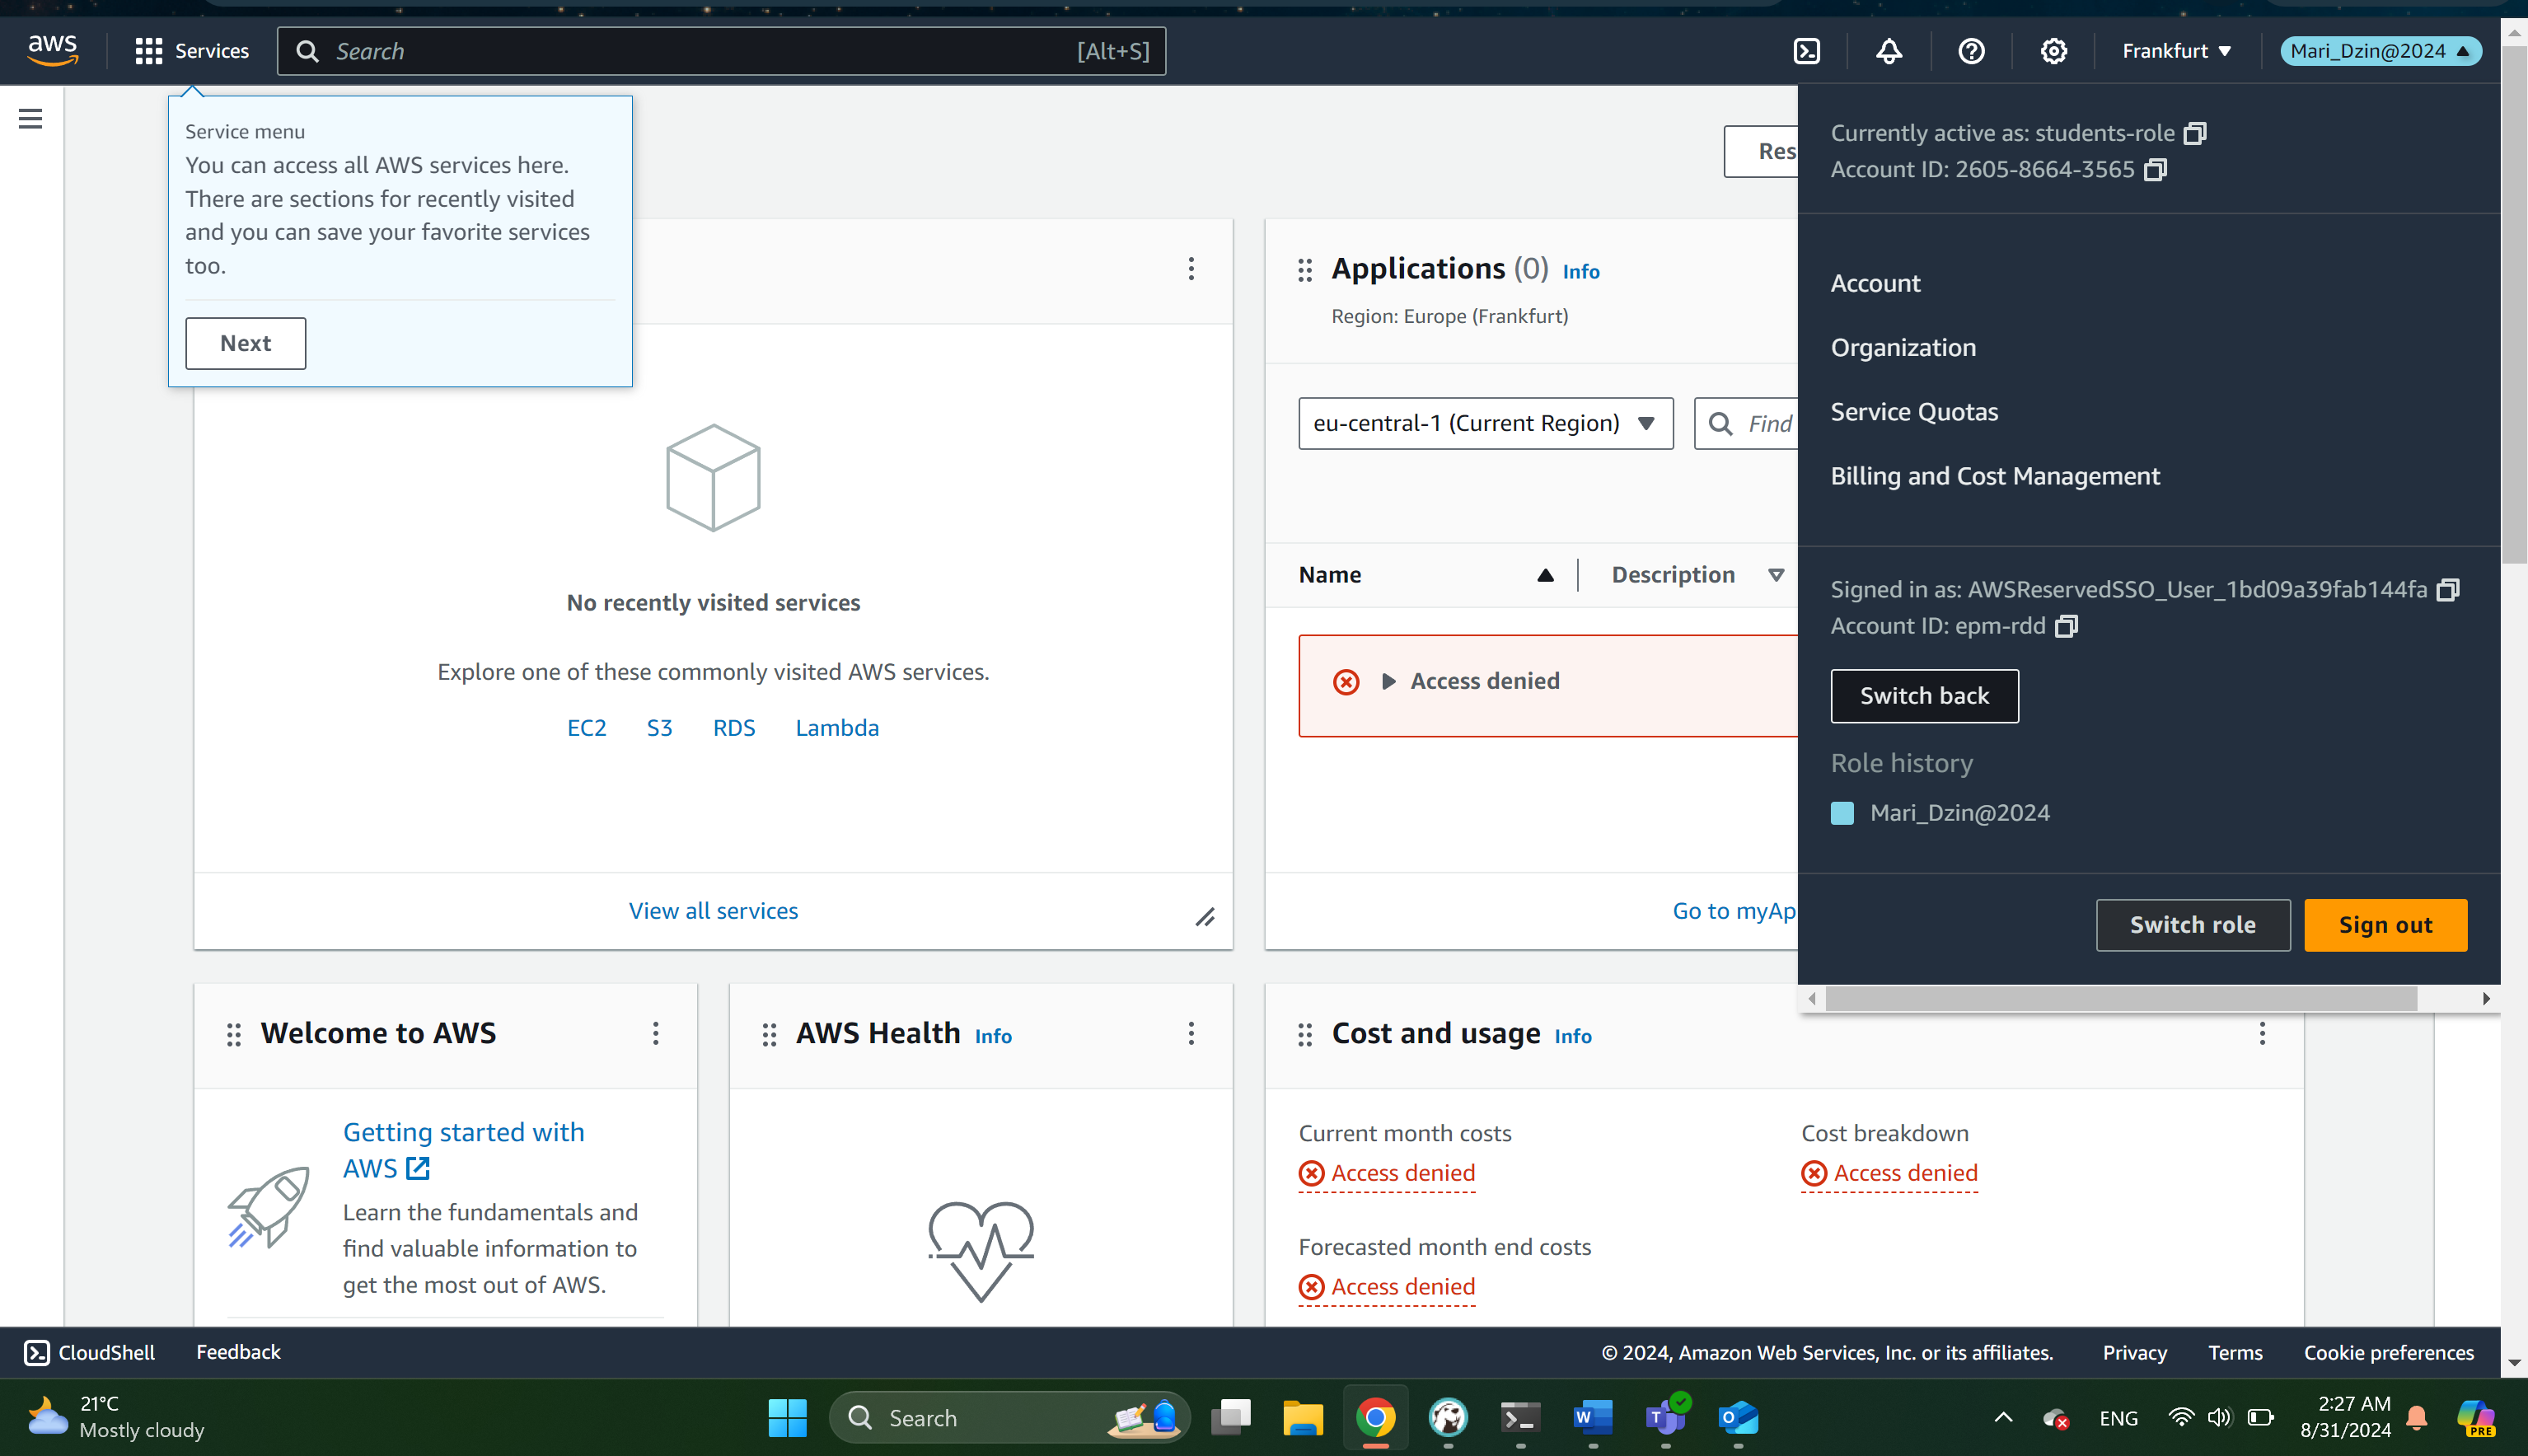 aws
Services
Search
[Alt+S]
Frankfurt
Mari_Dzin@2024
Service menu
You can access all AWS services here.
There are sections for recently visited
and you can save your favorite services
too.
Next
Res
Currently active as: students-role
Account ID: 2605-8664-3565
Account
Organization
Service Quotas
Billing and Cost Management
Signed in as: AWSReservedSSO_User_1bd09a39fab144fa
Account ID: epm-rdd
Switch back
Role history
Mari_Dzin@2024
Switch role
Sign out
No recently visited services
Explore one of these commonly visited AWS services.
EC2 S3 RDS Lambda
View all services
Applications (0) Info
Region: Europe (Frankfurt)
eu-central-1 (Current Region)
Find
Name
Description
Access denied
Go to myAp
Welcome to AWS
Getting started with
AWS
Learn the fundamentals and
find valuable information to
get the most out of AWS.
AWS Health Info
Cost and usage Info
Current month costs
Access denied
Cost breakdown
Access denied
Forecasted month end costs
Access denied
CloudShell
Feedback
© 2024, Amazon Web Services, Inc. or its affiliates.
Privacy
Terms
Cookie preferences
21°C
Mostly cloudy
Search
W
T
O
ENG
2:27 AM
8/31/2024
PRE